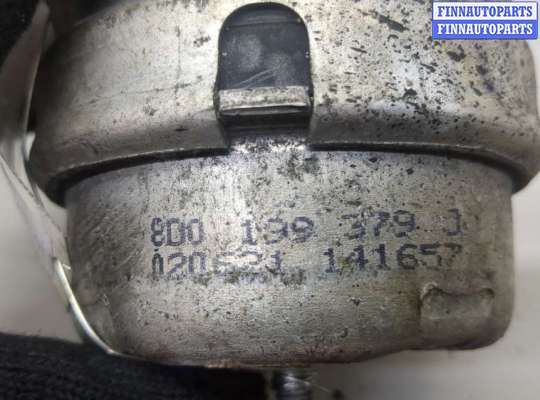 FINNAUTOPARTS
FINNAUTOPARTS
8D0 199 379 J
020621 141657